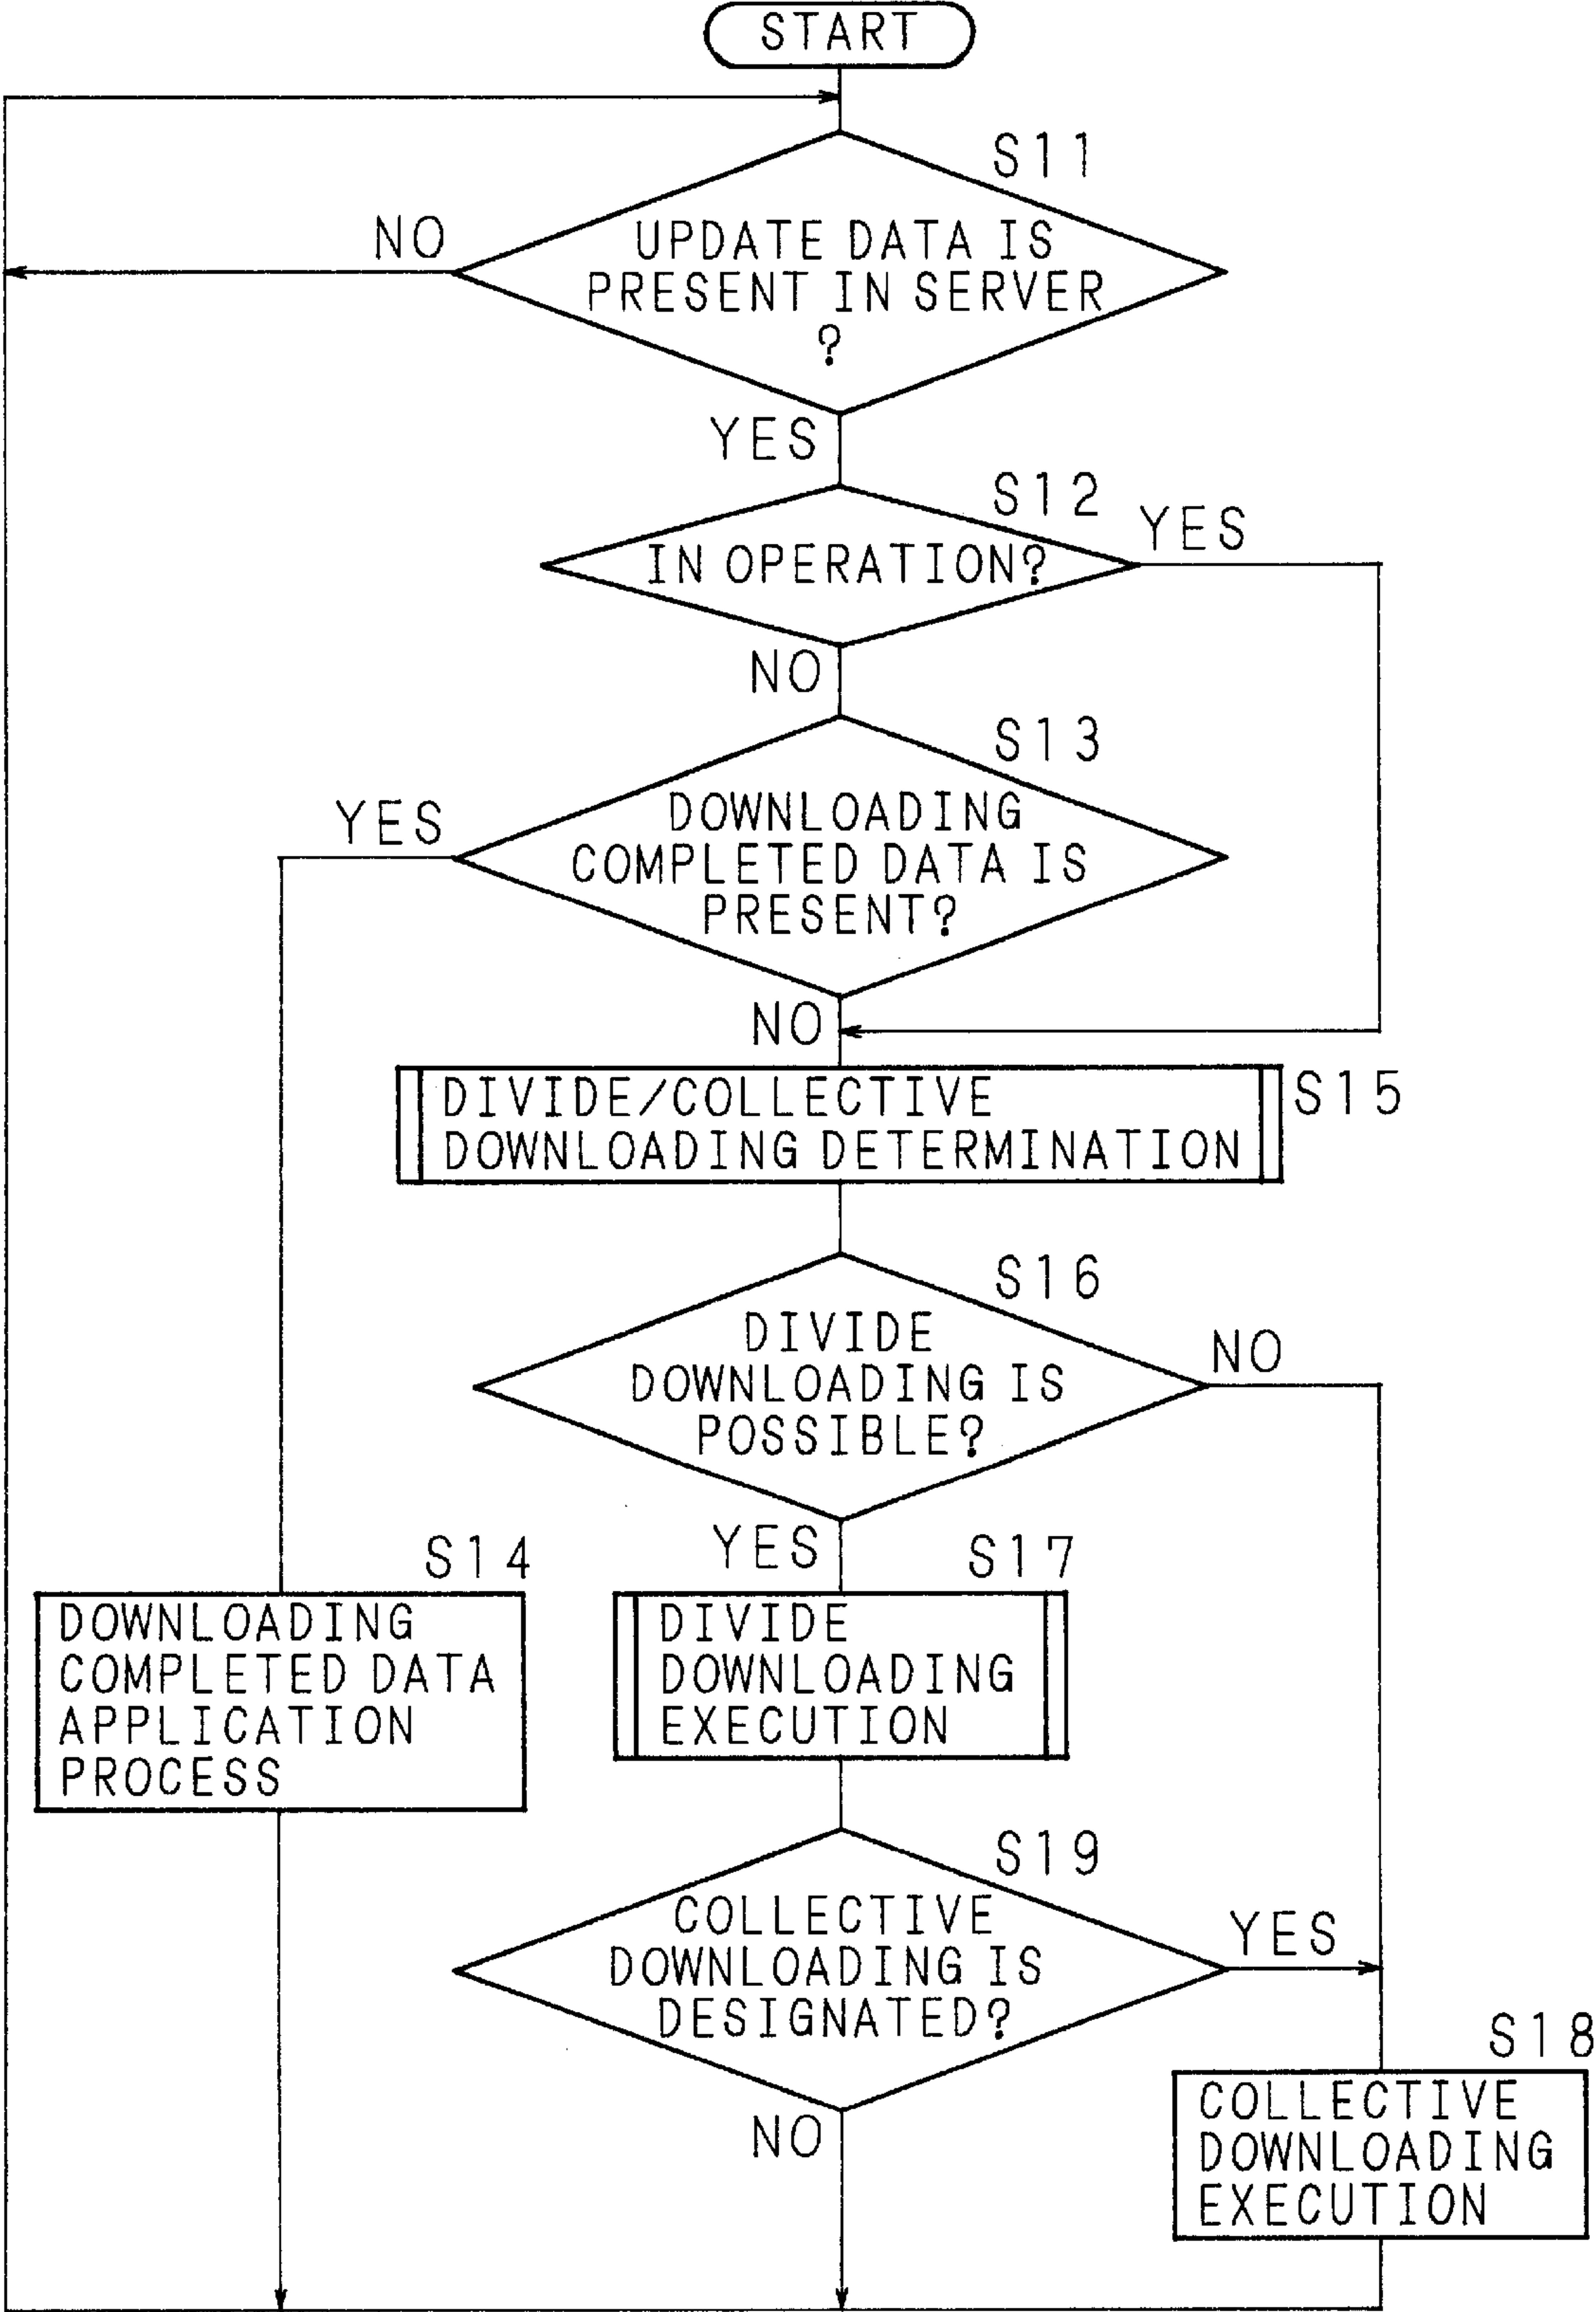 START
S11
NO
UPDATE DATA IS
PRESENT IN SERVER
?
YES
S12
YES
IN OPERATION?
NO
S13
YES
DOWNLOADING
COMPLETED DATA IS
PRESENT?
NO
DIVIDE/COLLECTIVE
DOWNLOADING DETERMINATION
S15
S16
DIVIDE
DOWNLOADING IS
POSSIBLE?
NO
YES
S14
S17
DOWNLOADING
COMPLETED DATA
APPLICATION
PROCESS
DIVIDE
DOWNLOADING
EXECUTION
S19
COLLECTIVE
DOWNLOADING IS
DESIGNATED?
YES
NO
S18
COLLECTIVE
DOWNLOADING
EXECUTION